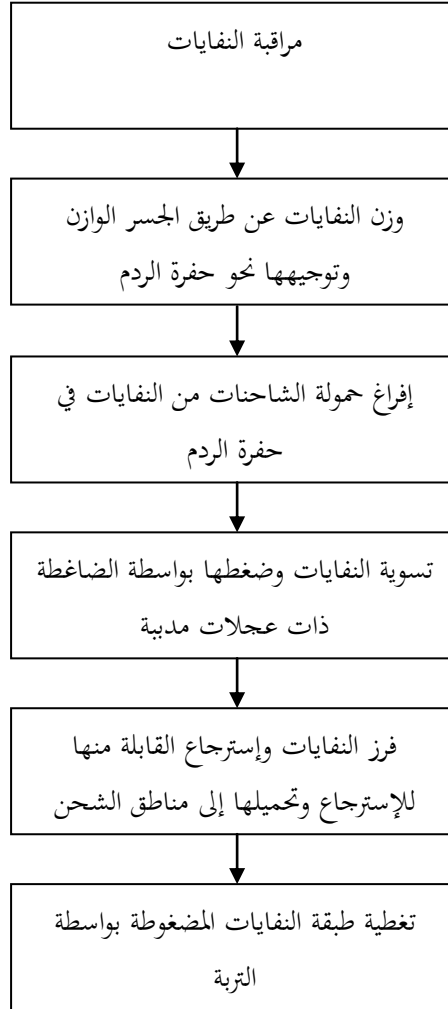 مراقبة النفايات
وزن النفايات عن طريق الجسر الوازن
وتوجيهها نحو حفرة الردم
إفراغ حمولة الشاحنات من النفايات في
حفرة الردم
تسوية النفايات وضغطها بواسطة الضاغطة
ذات عجلات مدببة
فرز النفايات وإسترجاع القابلة منها
للإسترجاع وتحميلها إلى مناطق الشحن
تغطية طبقة النفايات المضغوطة بواسطة
التربة